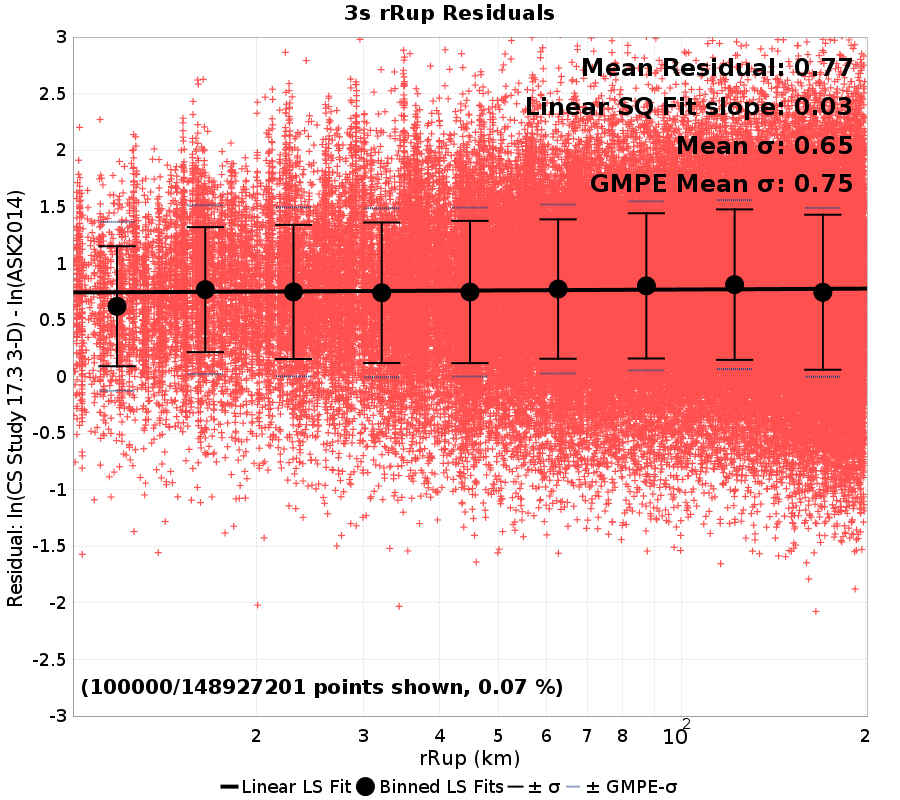 3s rRup Residuals
Mean Residual: 0.77
Linear SQ Fit slope: 0.03
Mean σ: 0.65
GMPE Mean σ: 0.75
Residual: ln(CS Study 17.3 3-D) - ln(ASK2014)
3
2.5
2
1.5
1
0.5
0
-0.5
-1
-1.5
-2
-2.5
-3
(100000/148927201 points shown, 0.07 %)
2 3 4 5 6 7 8 10² 2
rRup (km)
Linear LS Fit Binned LS Fits ± σ ± GMPE-σ